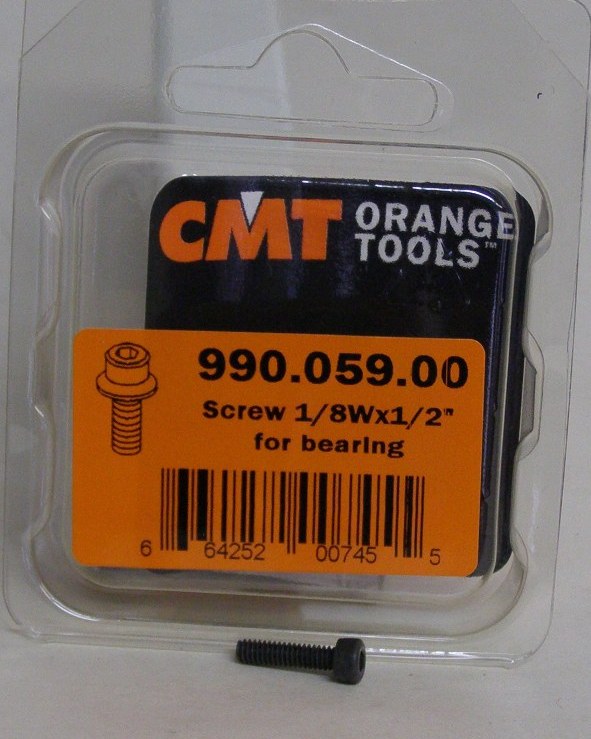 CMT ORANGE
TOOLS™
990.059.00
Screw 1/8Wx1/2"
for bearing
6 64252 00745 5